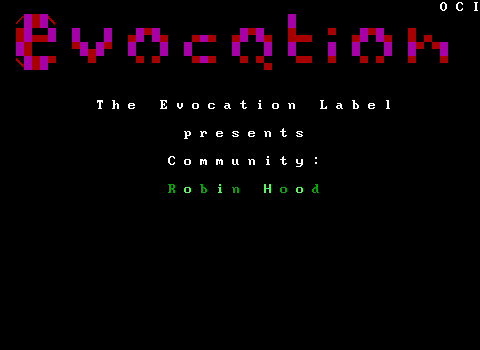 O C I
Evocation
The Evocation Label
presents
Community:
Robin Hood